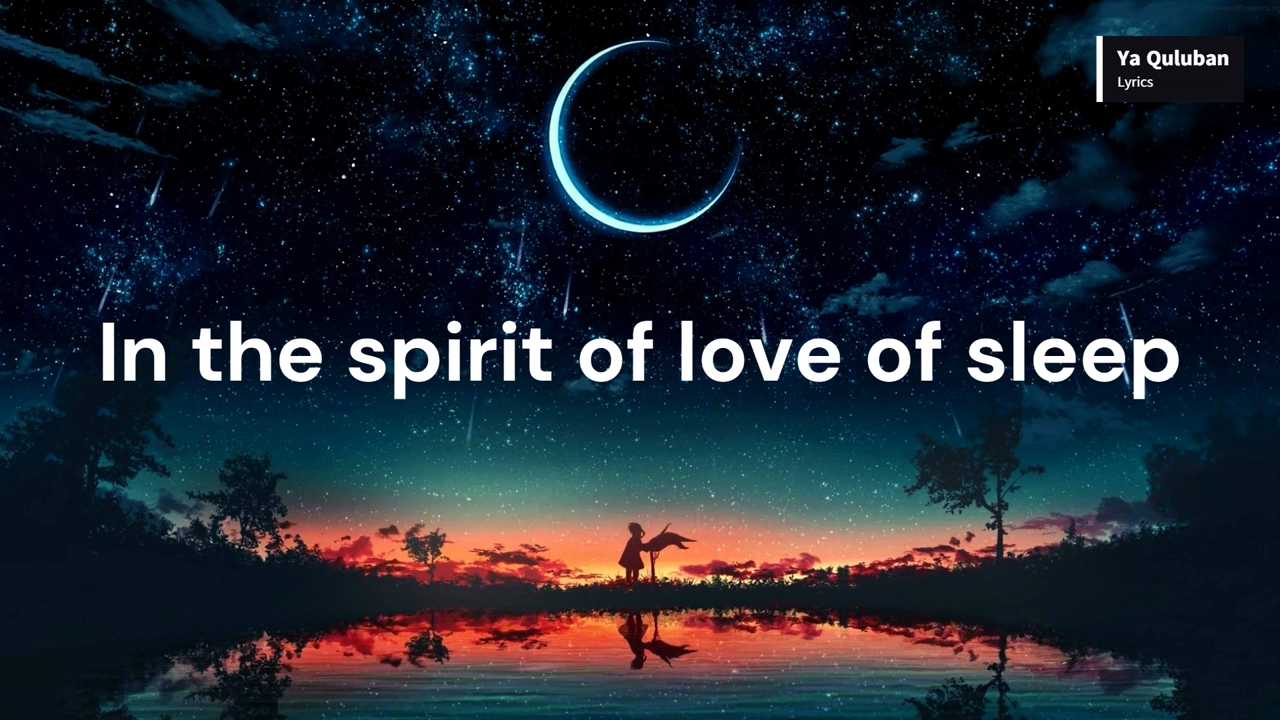 Ya Quluban
Lyrics
In the spirit of love of sleep